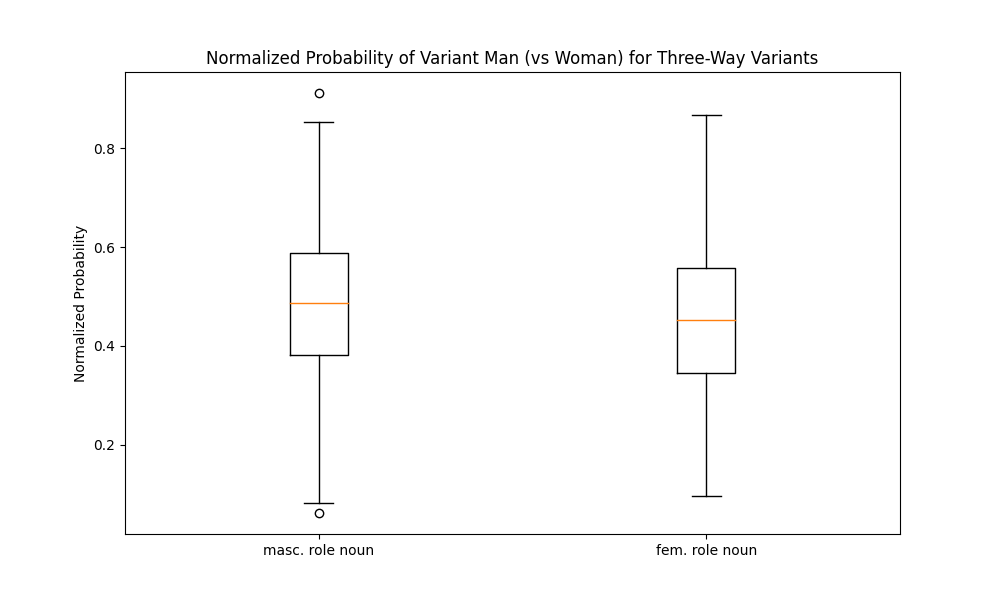 Normalized Probability of Variant Man (vs Woman) for Three-Way Variants
Normalized Probability
0.8
0.6
0.4
0.2
masc. role noun
fem. role noun